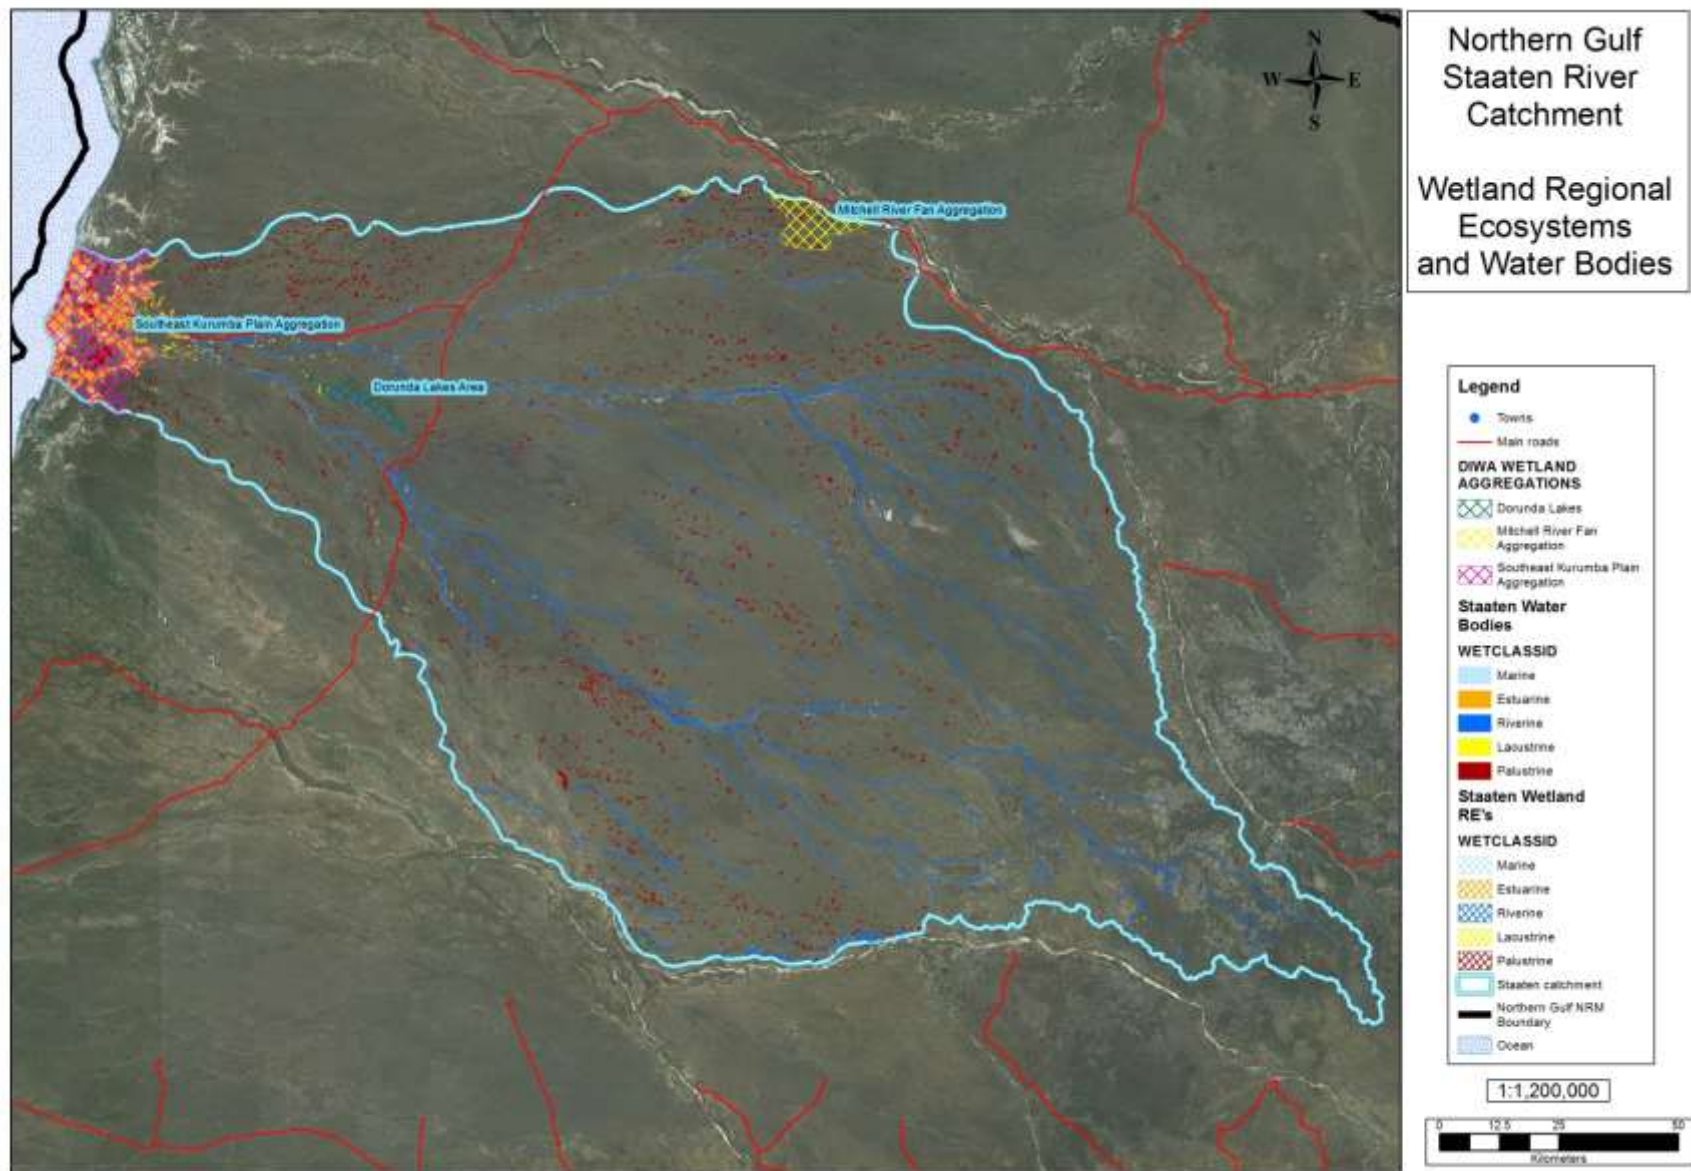 Northern Gulf
Staaten River
Catchment
Wetland Regional
Ecosystems
and Water Bodies
N
W
E
S
Mitchell River Fan Aggregation
Southeast Kurumba Plain Aggregation
Dorunda Lakes Area
Legend
Towns
Main roads
DIWA WETLAND
AGGREGATIONS
Dorunda Lakes
Mitchell River Fan
Aggregation
Southeast Kurumba Plain
Aggregation
Staaten Water
Bodies
WETCLASSID
Marine
Estuarine
Riverine
Lacustrine
Palustrine
Staaten Wetland
RE's
WETCLASSID
Marine
Estuarine
Riverine
Lacustrine
Palustrine
Staaten catchment
Northern Gulf NRM
Boundary
Ocean
1:1,200,000
0 12.5 25 50
Kilometers